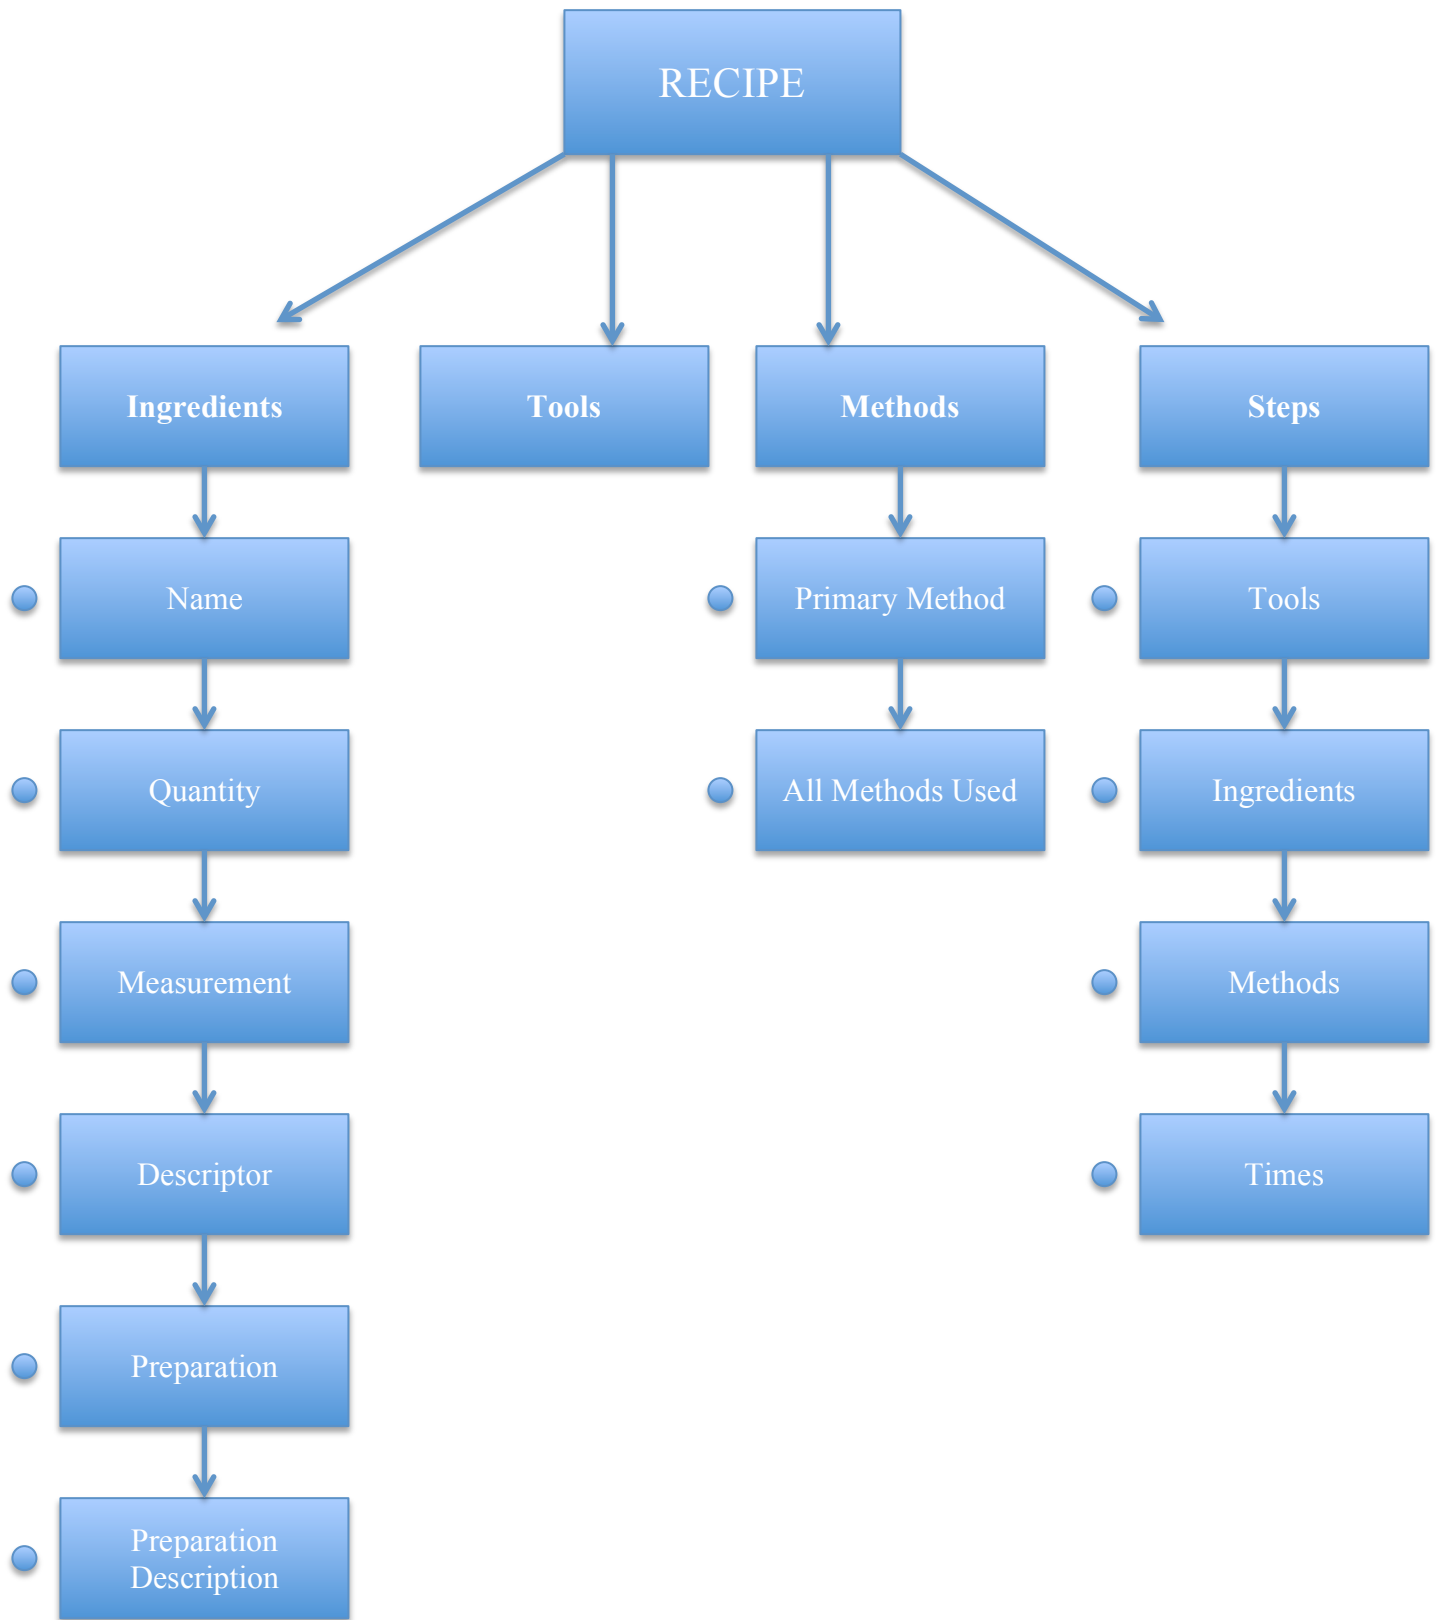 RECIPE
Ingredients
Tools
Methods
Steps
Name
Primary Method
Tools
Quantity
All Methods Used
Ingredients
Measurement
Methods
Descriptor
Times
Preparation
Preparation
Description